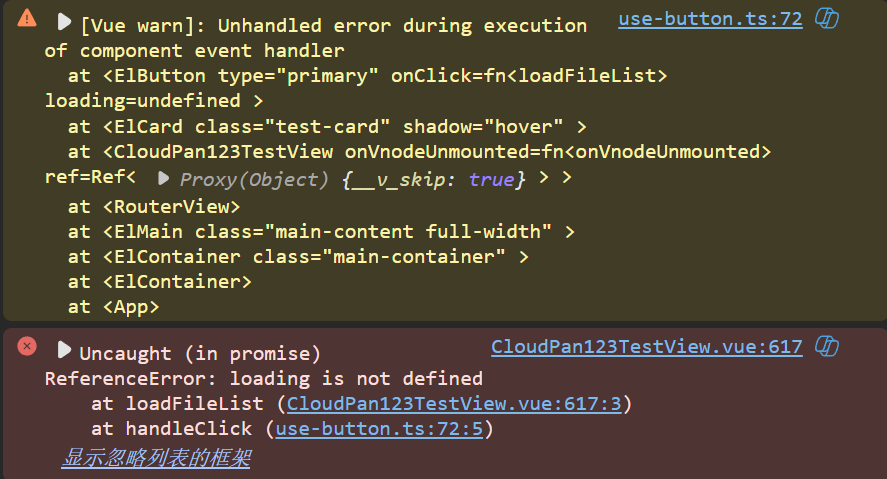 [Vue warn]: Unhandled error during execution use-button.ts:72
of component event handler
at <ElButton type="primary" onClick=fn<loadFileList>
loading=undefined >
at <ElCard class="test-card" shadow="hover" >
at <CloudPan123TestView onVnodeUnmounted=fn<onVnodeUnmounted>
ref=Ref< Proxy(Object) {__v_skip: true} > >
at <RouterView>
at <ElMain class="main-content full-width" >
at <ElContainer class="main-container" >
at <ElContainer>
at <App>
Uncaught (in promise) CloudPan123TestView.vue:617
ReferenceError: loading is not defined
at loadFileList (CloudPan123TestView.vue:617:3)
at handleClick (use-button.ts:72:5)
显示忽略列表的框架